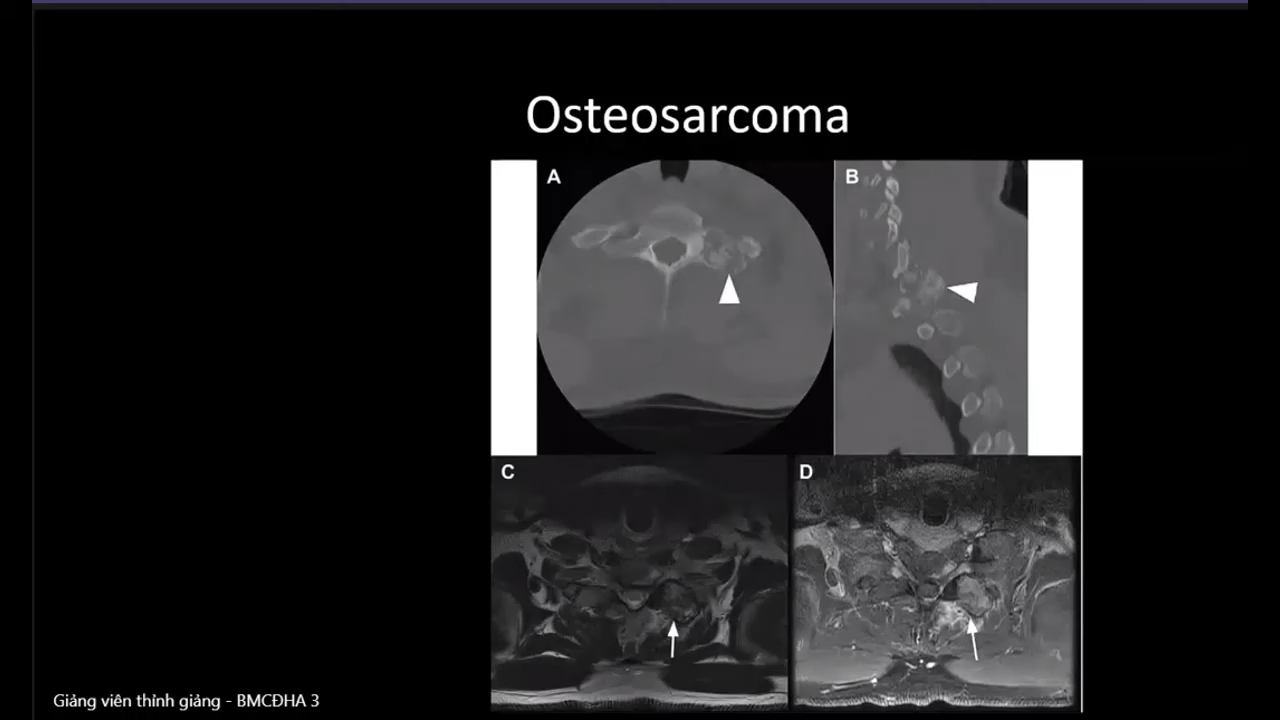 Osteosarcoma
A
B
C
D
Giảng viên thỉnh giảng - BMCĐHA 3